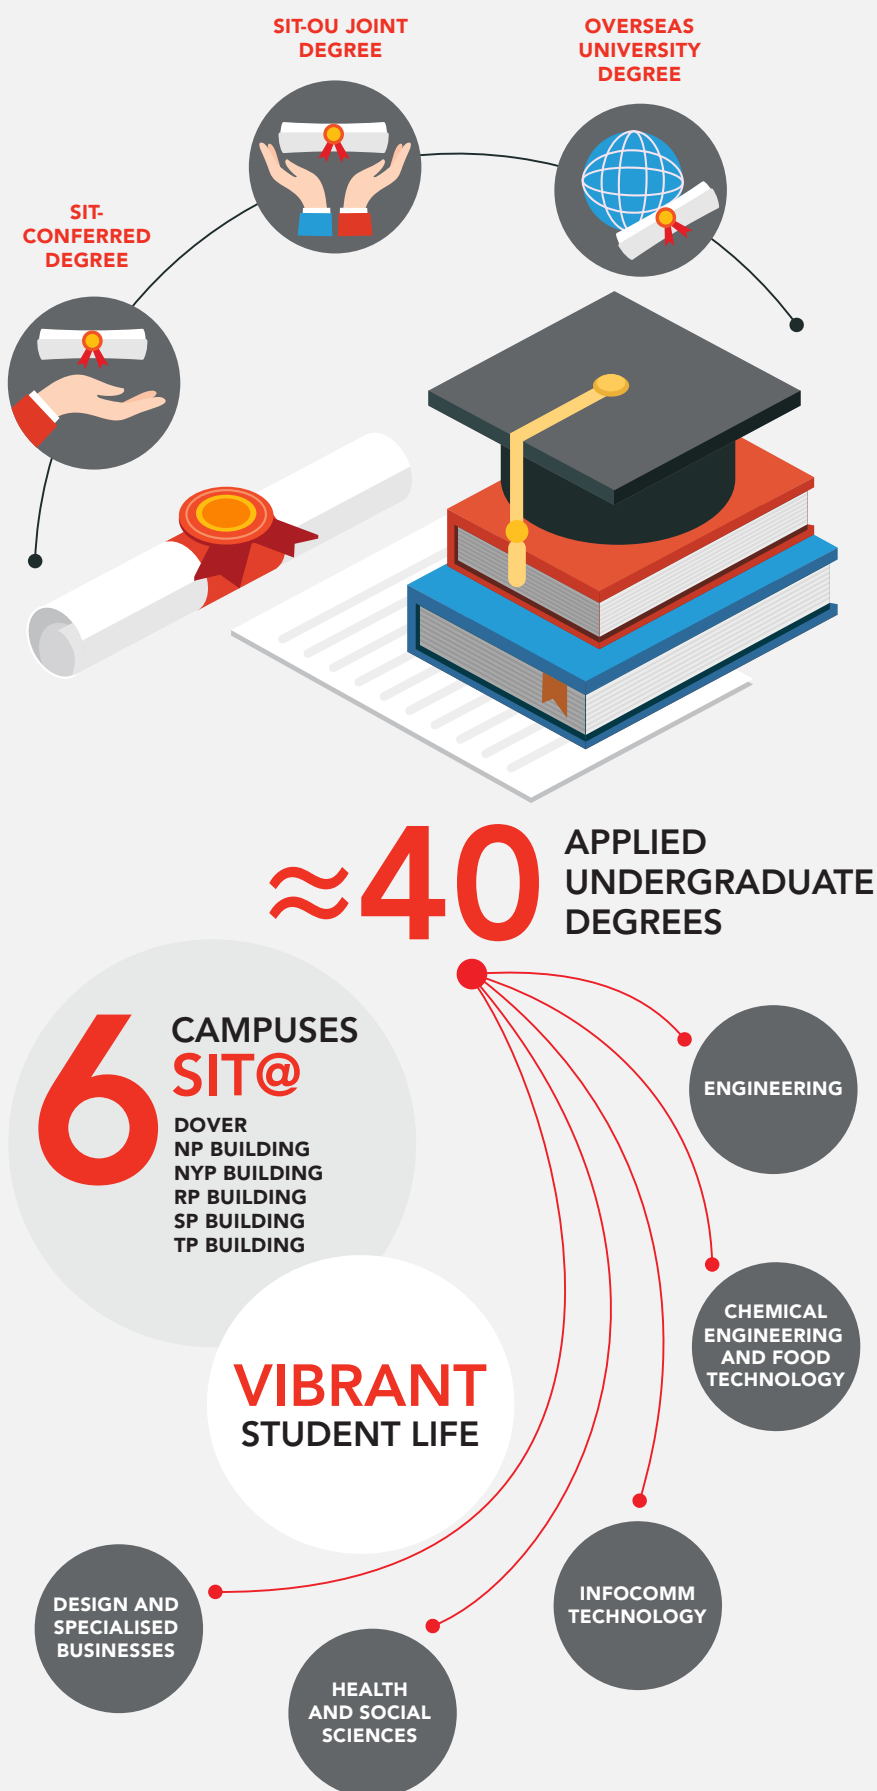 SIT-OU JOINT
DEGREE
OVERSEAS
UNIVERSITY
DEGREE
SIT-
CONFERRED
DEGREE
≈40
APPLIED
UNDERGRADUATE
DEGREES
6
CAMPUSES
SIT@
DOVER
NP BUILDING
NYP BUILDING
RP BUILDING
SP BUILDING
TP BUILDING
ENGINEERING
CHEMICAL
ENGINEERING
AND FOOD
TECHNOLOGY
VIBRANT
STUDENT LIFE
INFOCOMM
TECHNOLOGY
DESIGN AND
SPECIALISED
BUSINESSES
HEALTH
AND SOCIAL
SCIENCES